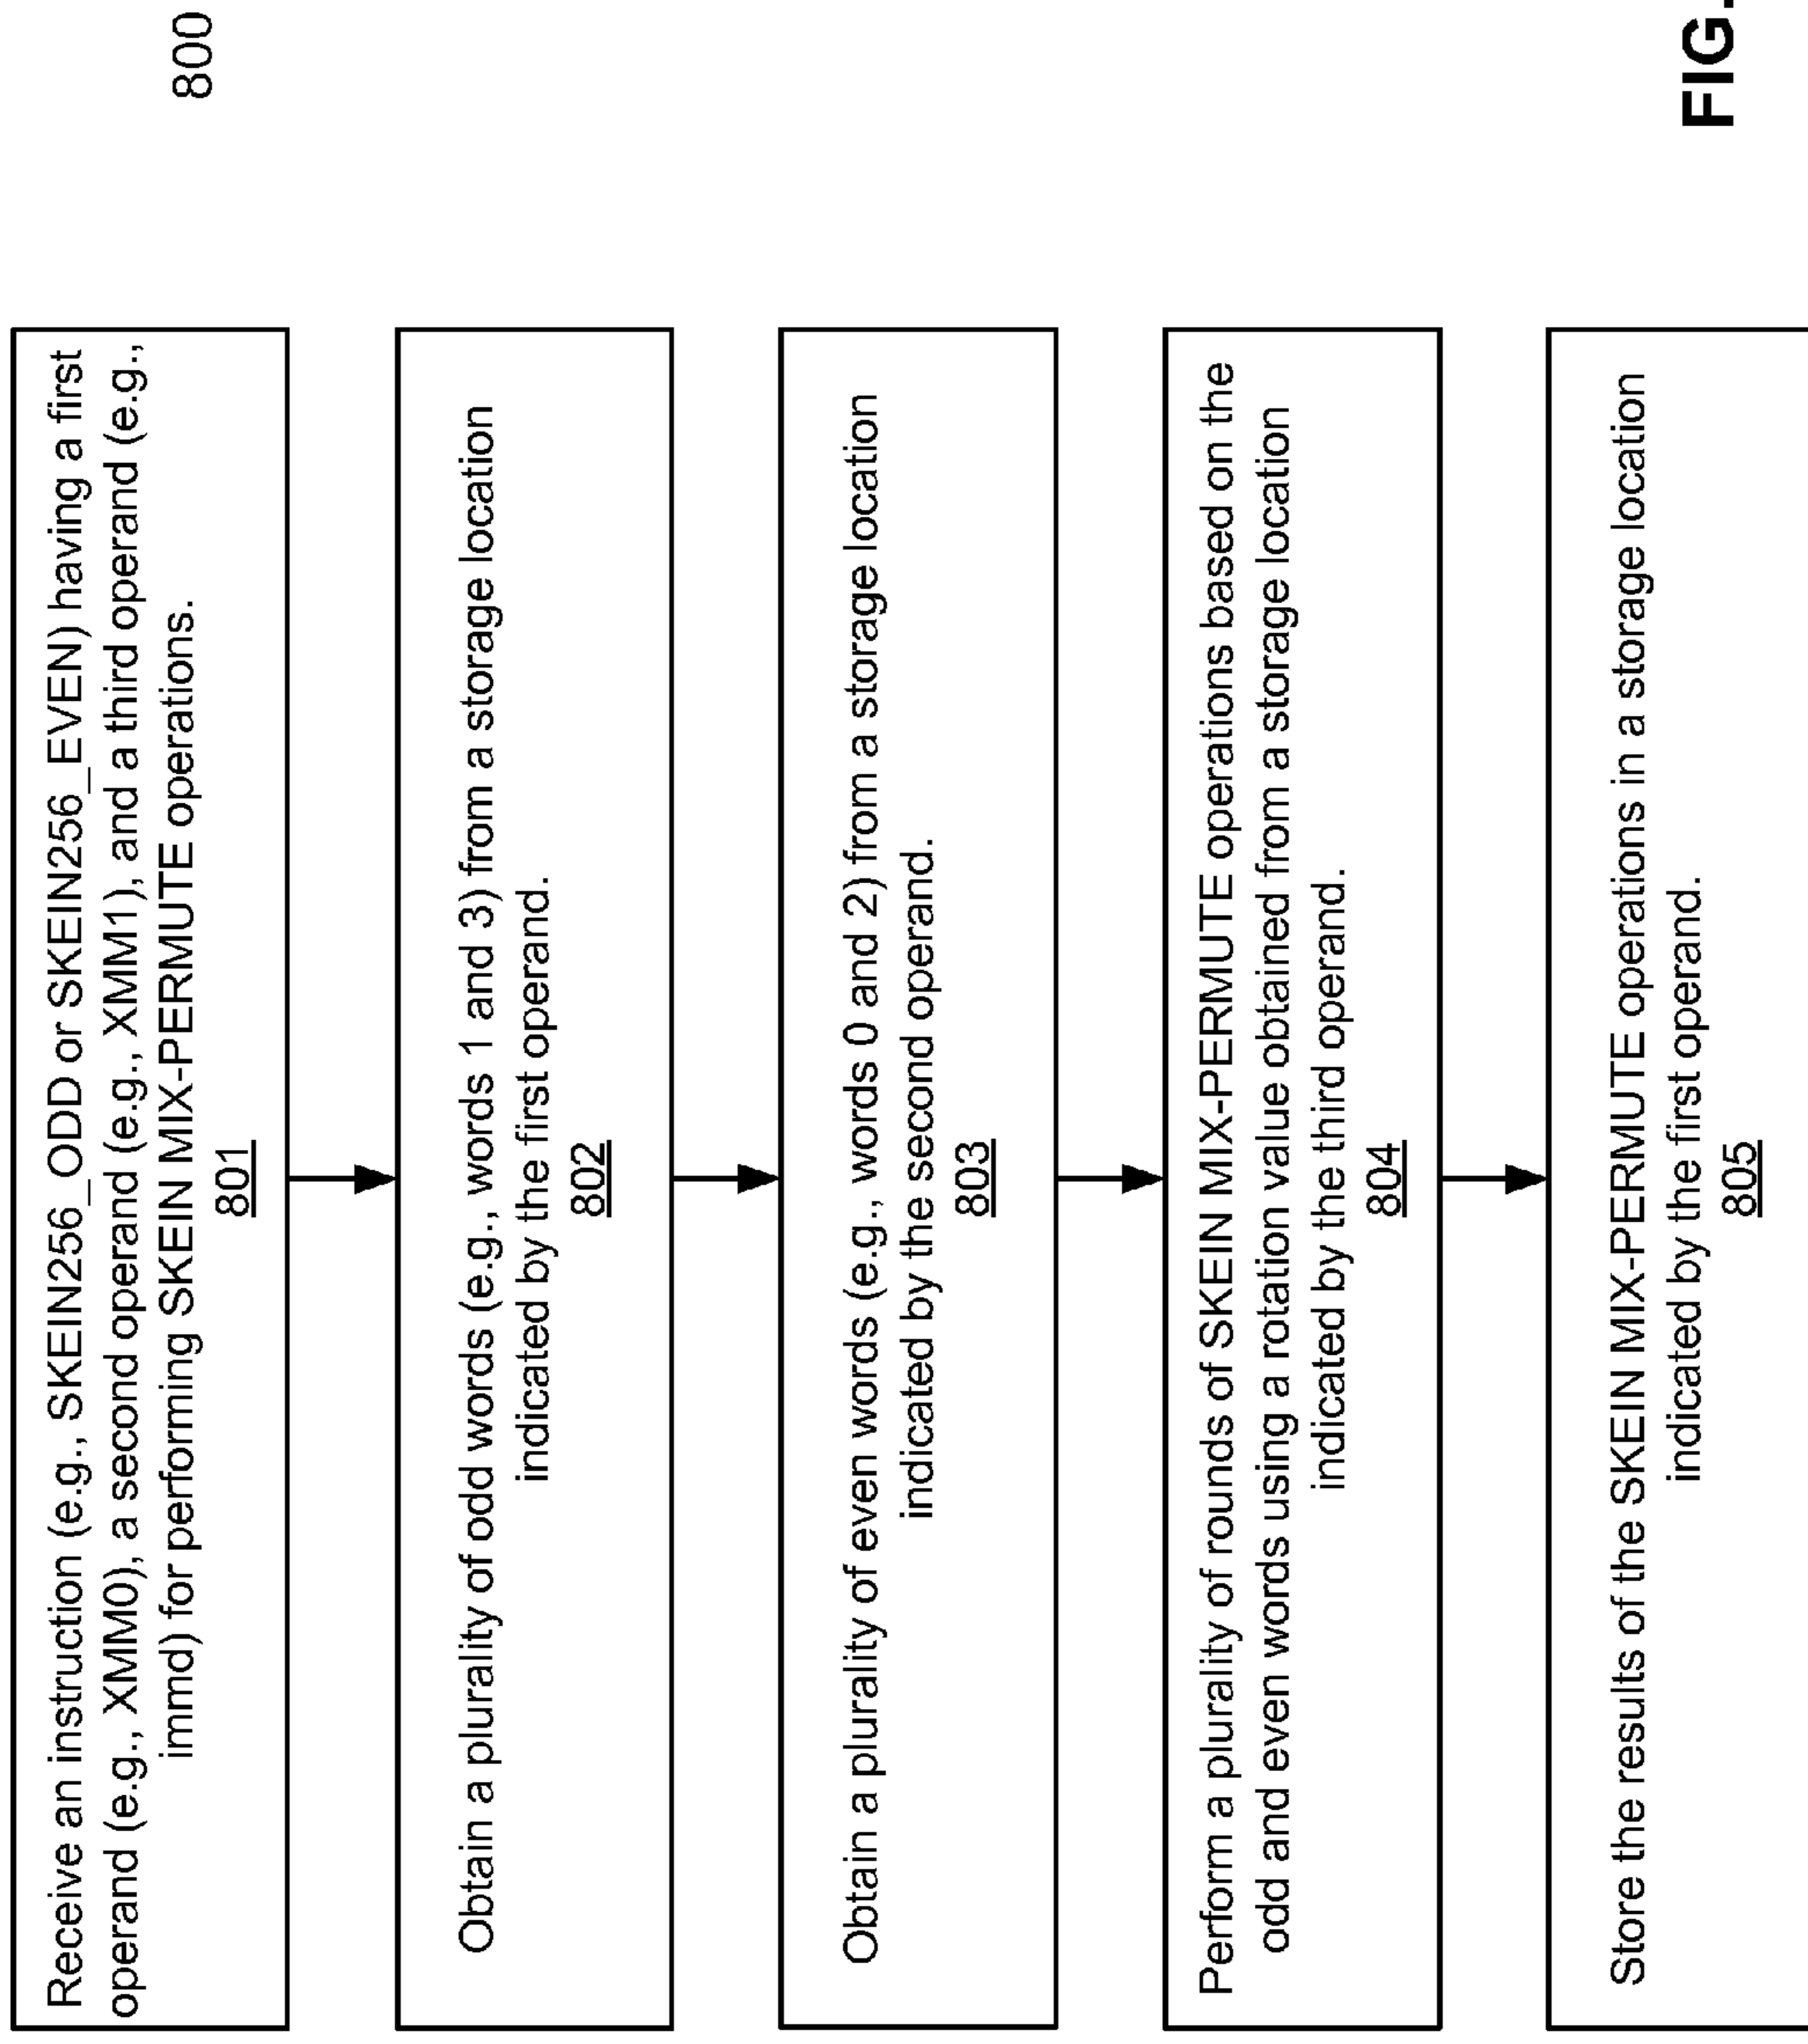 800
Receive an instruction (e.g., SKEIN256_ODD or SKEIN256_EVEN) having a first
operand (e.g., XMM0), a second operand (e.g., XMM1), and a third operand (e.g.,
immd) for performing SKEIN MIX-PERMUTE operations.
801
Obtain a plurality of odd words (e.g., words 1 and 3) from a storage location
indicated by the first operand.
802
Obtain a plurality of even words (e.g., words 0 and 2) from a storage location
indicated by the second operand.
803
Perform a plurality of rounds of SKEIN MIX-PERMUTE operations based on the
odd and even words using a rotation value obtained from a storage location
indicated by the third operand.
804
Store the results of the SKEIN MIX-PERMUTE operations in a storage location
indicated by the first operand.
805
FIG.